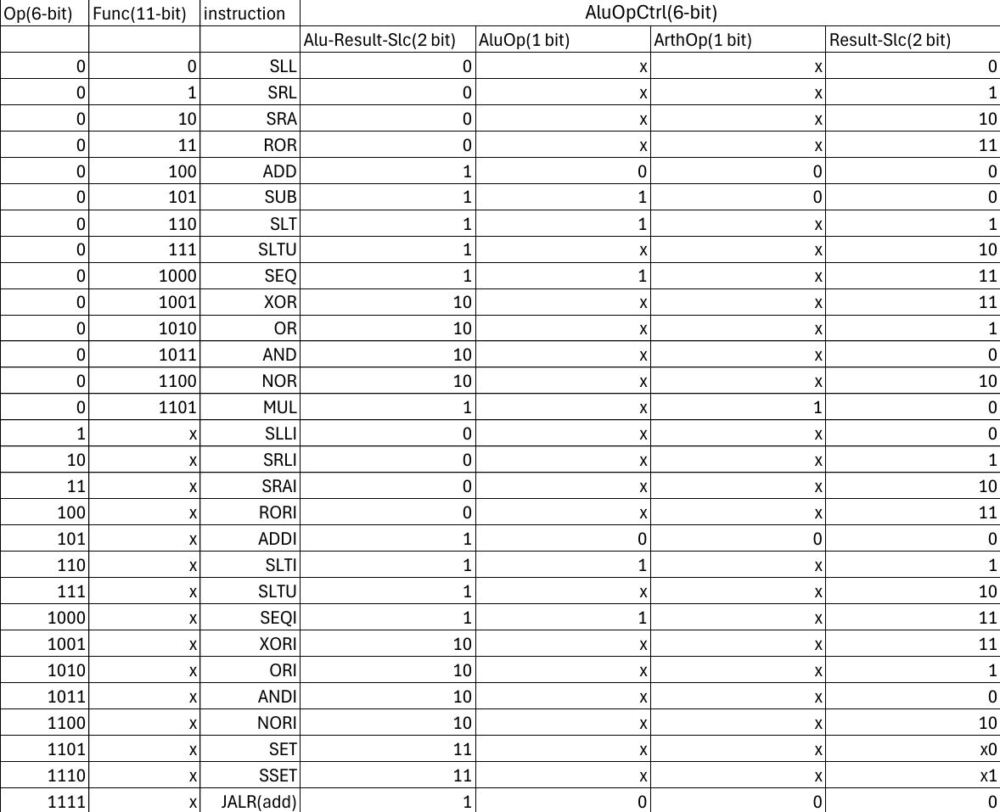 Op(6-bit) Func(11-bit) instruction AluOpCtrl(6-bit)
Alu-Result-Slc(2 bit) AluOp(1 bit) ArthOp(1 bit) Result-Slc(2 bit)
0 0 SLL 0 x x 0
0 1 SRL 0 x x 1
0 10 SRA 0 x x 10
0 11 ROR 0 x x 11
0 100 ADD 1 0 0 0
0 101 SUB 1 1 0 0
0 110 SLT 1 1 x 1
0 111 SLTU 1 x x 10
0 1000 SEQ 1 1 x 11
0 1001 XOR 10 x x 11
0 1010 OR 10 x x 1
0 1011 AND 10 x x 0
0 1100 NOR 10 x x 10
0 1101 MUL 1 x 1 0
1 x SLLI 0 x x 0
10 x SRLI 0 x x 1
11 x SRAI 0 x x 10
100 x RORI 0 x x 11
101 x ADDI 1 0 0 0
110 x SLTI 1 1 x 1
111 x SLTU 1 x x 10
1000 x SEQI 1 1 x 11
1001 x XORI 10 x x 11
1010 x ORI 10 x x 1
1011 x ANDI 10 x x 0
1100 x NORI 10 x x 10
1101 x SET 11 x x x0
1110 x SSET 11 x x x1
1111 x JALR(add) 1 0 0 0